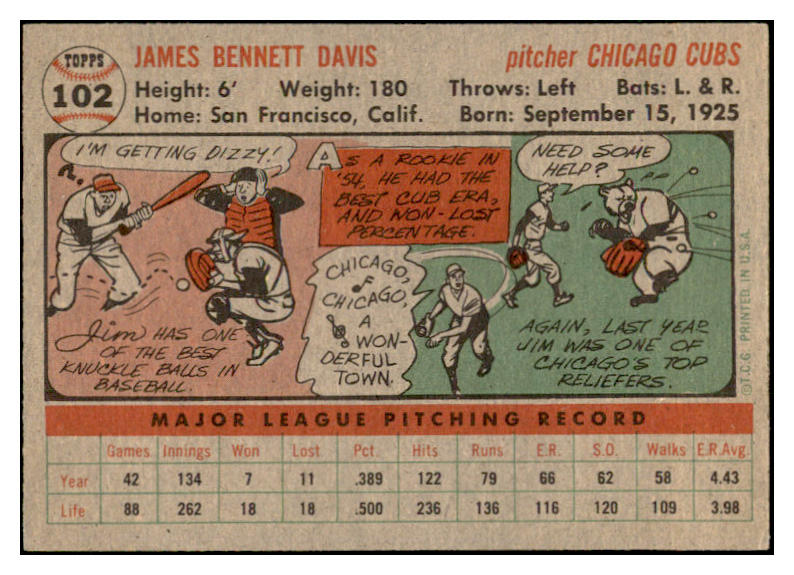 TOPPS
102
JAMES BENNETT DAVIS
pitcher CHICAGO CUBS
Height: 6' Weight: 180 Throws: Left Bats: L. & R.
Home: San Francisco, Calif. Born: September 15, 1925
I'M GETTING DIZZY!
JIM HAS ONE
OF THE BEST
KNUCKLE BALLS IN
BASEBALL.
AS A ROOKIE IN
'54, HE HAD THE
BEST CUB ERA,
AND WON-LOST
PERCENTAGE.
CHICAGO,
CHICAGO,
A
WON-
DERFUL
TOWN.
NEED SOME
HELP?
AGAIN, LAST YEAR
JIM WAS ONE OF
CHICAGO'S TOP
RELIEFERS.
©T.C.G. PRINTED IN U.S.A.
MAJOR LEAGUE PITCHING RECORD
Games Innings Won Lost Pct. Hits Runs E.R. S.O. Walks E.R.Avg.
Year 42 134 7 11 .389 122 79 66 62 58 4.43
Life 88 262 18 18 .500 236 136 116 120 109 3.98